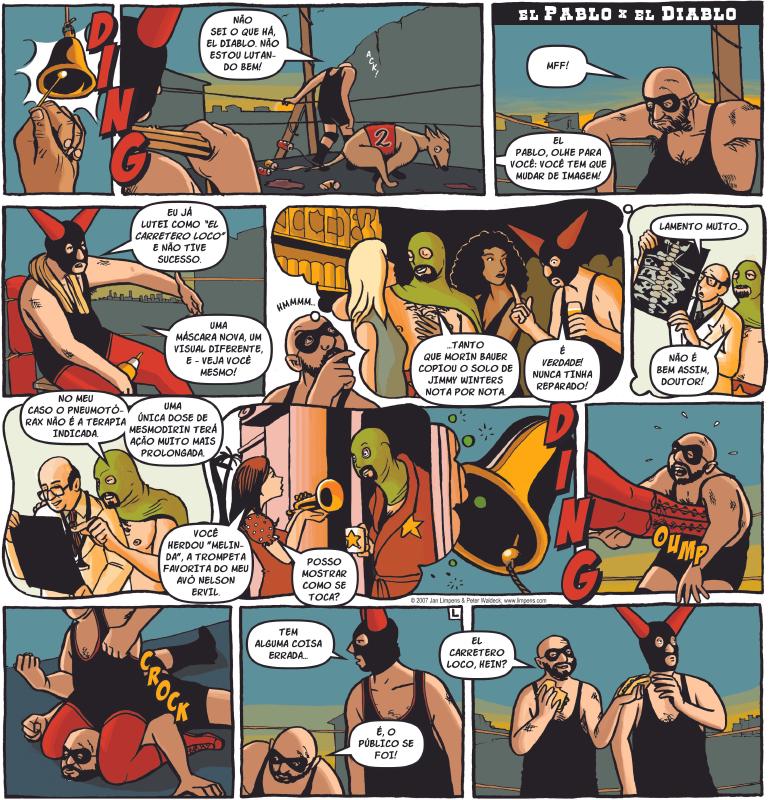 DING
NÃO
SEI O QUE HÁ,
EL DIABLO. NÃO
ESTOU LUTAN-
DO BEM!
ACK!
2
EL PABLO X EL DIABLO
MFF!
EL
PABLO, OLHE PARA
VOCÊ: VOCÊ TEM QUE
MUDAR DE IMAGEM!
EU JÁ
LUTEI COMO "EL
CARRETERO LOCO"
E NÃO TIVE
SUCESSO.
UMA
MÁSCARA NOVA, UM
VISUAL DIFERENTE,
E - VEJA VOCÊ
MESMO!
HMMMM..
...TANTO
QUE MORIN BAUER
COPIOU O SOLO DE
JIMMY WINTERS
NOTA POR NOTA.
É
VERDADE!
NUNCA TINHA
REPARADO!
LAMENTO MUITO...
NÃO É
BEM ASSIM,
DOUTOR!
NO MEU
CASO O PNEUMOTÓ-
RAX NÃO É A TERAPIA
INDICADA.
UMA
ÚNICA DOSE DE
MESMODIRIN TERÁ
AÇÃO MUITO MAIS
PROLONGADA.
VOCÊ
HERDOU "MELIN-
DA", A TROMPETA
FAVORITA DO MEU
AVÔ NELSON
ERVIL.
POSSO
MOSTRAR
COMO SE
TOCA?
DING
OUMP
© 2007 Jan Limpens & Peter Waldeck, www.limpens.com
CROCK
TEM
ALGUMA COISA
ERRADA...
É, O
PÚBLICO SE
FOI!
L
EL
CARRETERO
LOCO, HEIN?